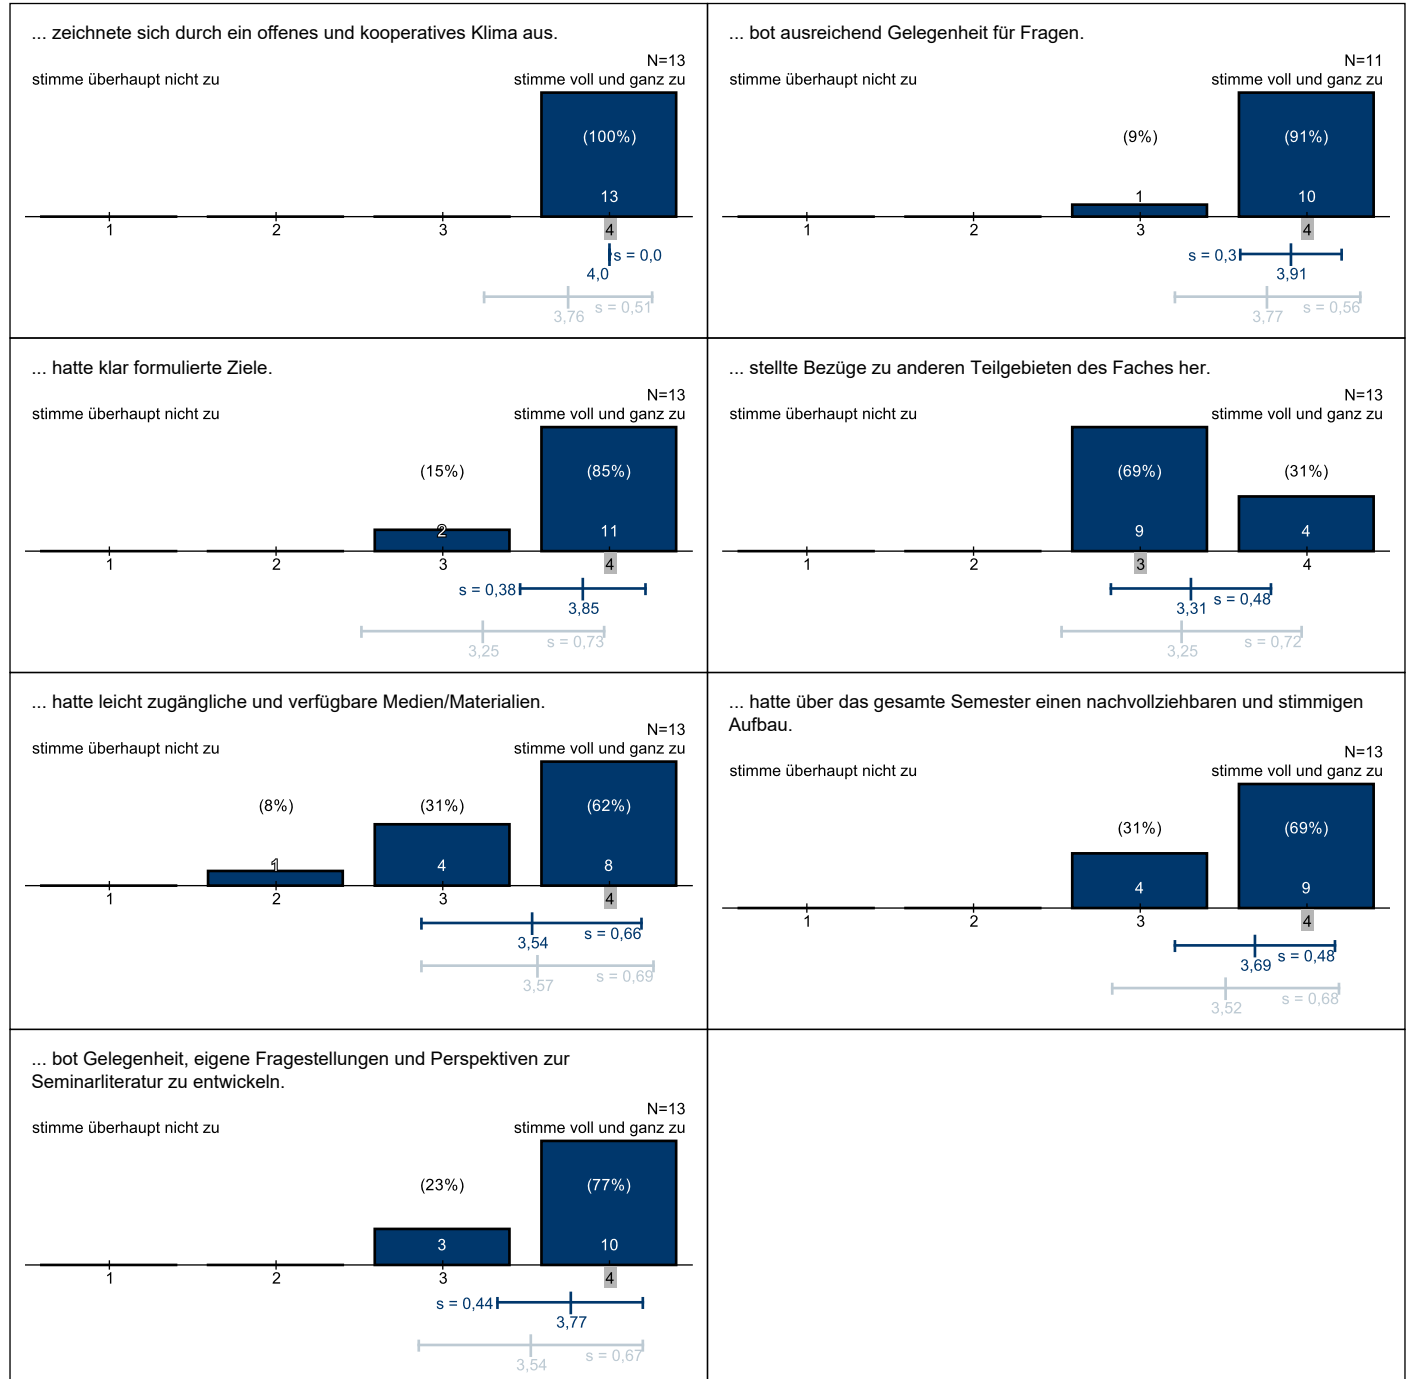 ... zeichnete sich durch ein offenes und kooperatives Klima aus.
N=13
stimme überhaupt nicht zu
stimme voll und ganz zu
(100%)
13
1 2 3 4
s = 0,0
4,0
s = 0,51
3,76
... bot ausreichend Gelegenheit für Fragen.
N=11
stimme überhaupt nicht zu
stimme voll und ganz zu
(9%) (91%)
1 10
1 2 3 4
s = 0,3
3,91
s = 0,56
3,77
... hatte klar formulierte Ziele.
N=13
stimme überhaupt nicht zu
stimme voll und ganz zu
(15%) (85%)
2 11
1 2 3 4
s = 0,38
3,85
s = 0,73
3,25
... stellte Bezüge zu anderen Teilgebieten des Faches her.
N=13
stimme überhaupt nicht zu
stimme voll und ganz zu
(69%) (31%)
9 4
1 2 3 4
s = 0,48
3,31
s = 0,72
3,25
... hatte leicht zugängliche und verfügbare Medien/Materialien.
N=13
stimme überhaupt nicht zu
stimme voll und ganz zu
(8%) (31%) (62%)
1 4 8
1 2 3 4
s = 0,66
3,54
s = 0,69
3,57
... hatte über das gesamte Semester einen nachvollziehbaren und stimmigen
Aufbau.
N=13
stimme überhaupt nicht zu
stimme voll und ganz zu
(31%) (69%)
4 9
1 2 3 4
s = 0,48
3,69
s = 0,68
3,52
... bot Gelegenheit, eigene Fragestellungen und Perspektiven zur
Seminarliteratur zu entwickeln.
N=13
stimme überhaupt nicht zu
stimme voll und ganz zu
(23%) (77%)
3 10
1 2 3 4
s = 0,44
3,77
s = 0,67
3,54